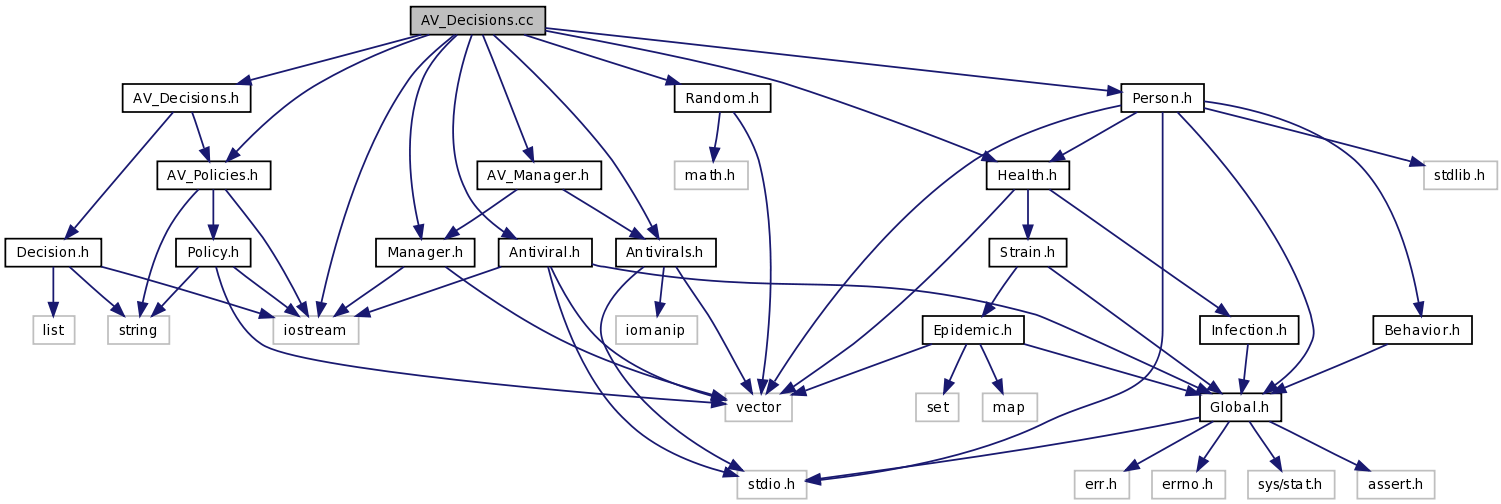 AV_Decisions.cc
AV_Decisions.h
Random.h
Person.h
AV_Policies.h
AV_Manager.h
math.h
Health.h
stdlib.h
Decision.h
Policy.h
Manager.h
Antiviral.h
Antivirals.h
Strain.h
list
string
iostream
iomanip
Epidemic.h
Infection.h
Behavior.h
vector
set
map
Global.h
stdio.h
err.h
errno.h
sys/stat.h
assert.h